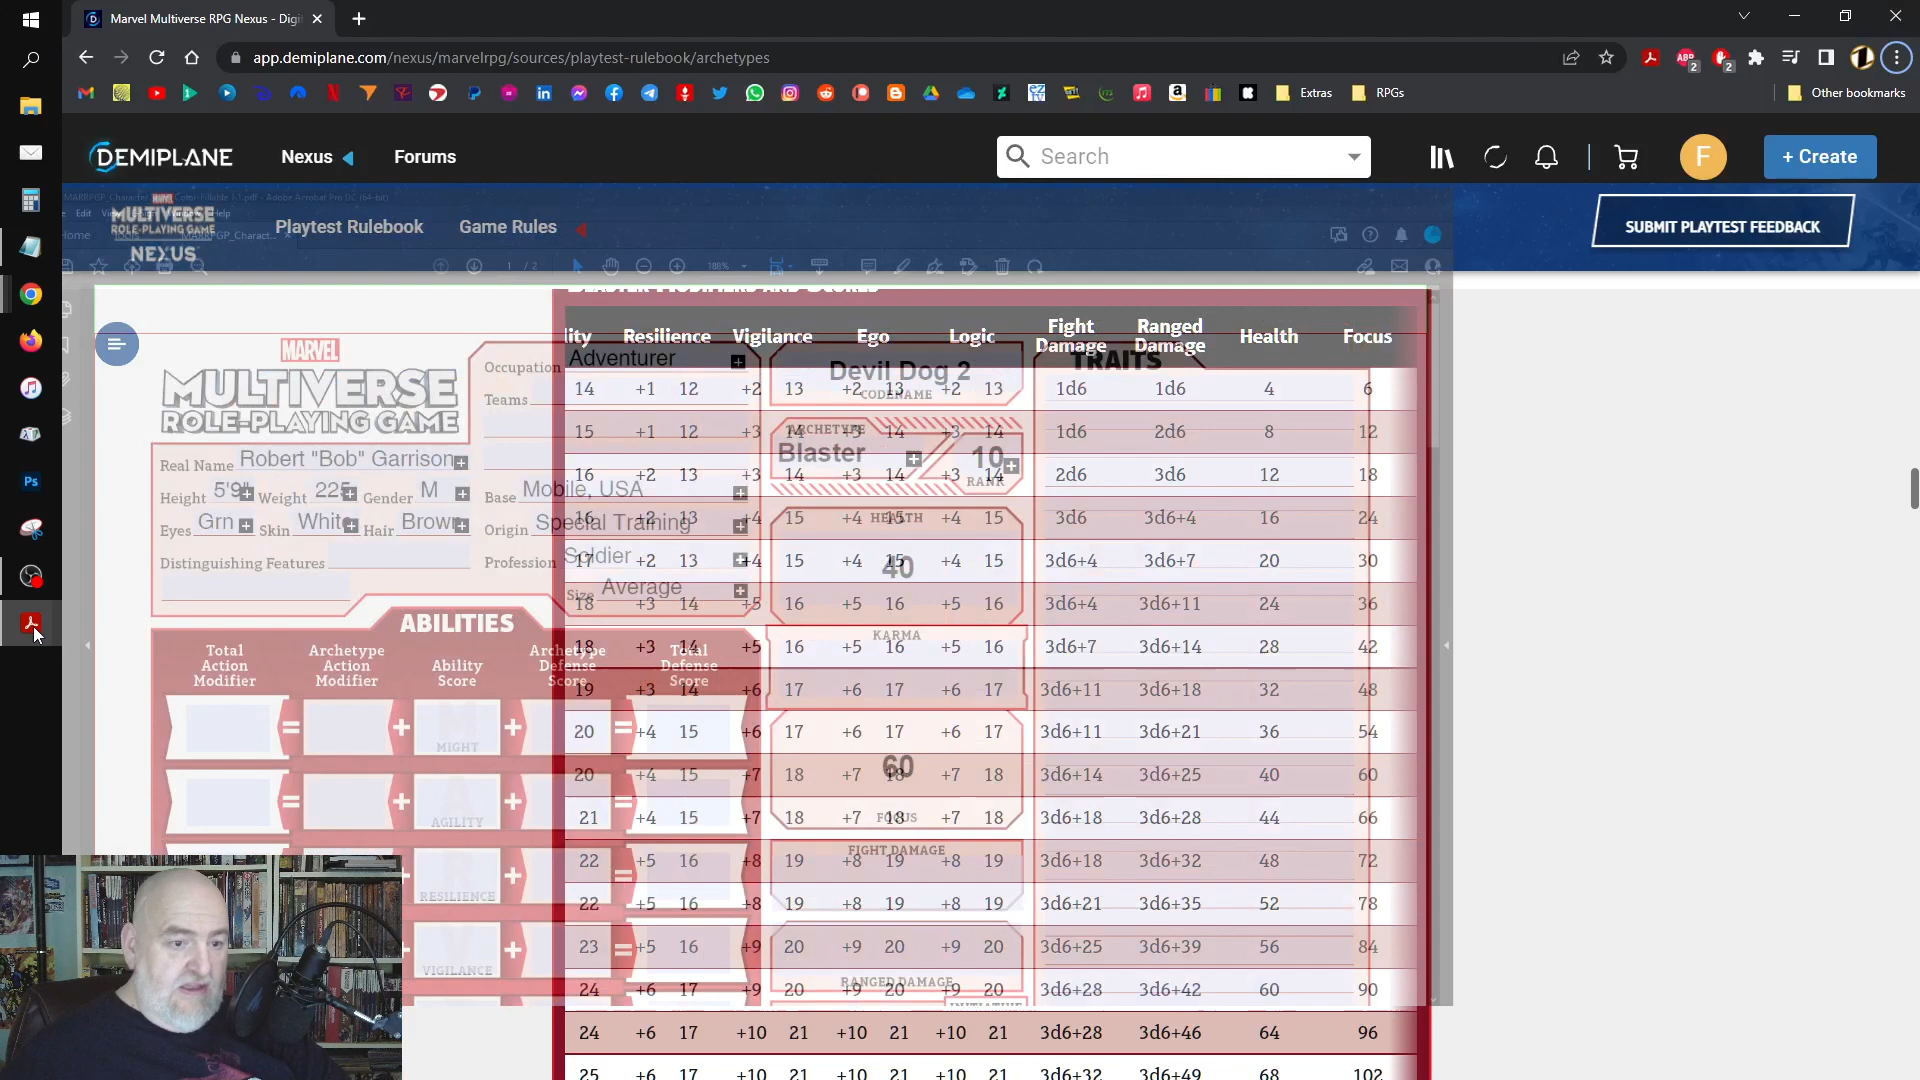 Marvel Multiverse RPG Nexus - Digi
app.demiplane.com/nexus/marvelrpg/sources/playtest-rulebook/archetypes
Extras
RPGs
Other bookmarks
DEMIPLANE
Nexus
Forums
Search
F
+ Create
MARVEL
MULTIVERSE
ROLE-PLAYING GAME
NEXUS
Playtest Rulebook
Game Rules
SUBMIT PLAYTEST FEEDBACK
lity Resilience Vigilance Ego Logic Fight Damage Ranged Damage Health Focus
14 +1 12 +2 13 +2 13 +2 13 1d6 1d6 4 6
15 +1 12 +3 14 +3 14 +3 14 1d6 2d6 8 12
16 +2 13 +3 14 +3 14 +3 14 2d6 3d6 12 18
16 +2 13 +4 15 +4 15 +4 15 3d6 3d6+4 16 24
17 +2 13 +4 15 +4 15 +4 15 3d6+4 3d6+7 20 30
18 +3 14 +5 16 +5 16 +5 16 3d6+4 3d6+11 24 36
18 +3 14 +5 16 +5 16 +5 16 3d6+7 3d6+14 28 42
19 +3 14 +6 17 +6 17 +6 17 3d6+11 3d6+18 32 48
20 +4 15 +6 17 +6 17 +6 17 3d6+11 3d6+21 36 54
20 +4 15 +7 18 +7 18 +7 18 3d6+14 3d6+25 40 60
21 +4 15 +7 18 +7 18 +7 18 3d6+18 3d6+28 44 66
22 +5 16 +8 19 +8 19 +8 19 3d6+18 3d6+32 48 72
22 +5 16 +8 19 +8 19 +8 19 3d6+21 3d6+35 52 78
23 +5 16 +9 20 +9 20 +9 20 3d6+25 3d6+39 56 84
24 +6 17 +9 20 +9 20 +9 20 3d6+28 3d6+42 60 90
24 +6 17 +10 21 +10 21 +10 21 3d6+28 3d6+46 64 96
25 +6 17 +10 21 +10 21 +10 21 3d6+32 3d6+49 68 102
MARVEL
MULTIVERSE
ROLE-PLAYING GAME
Real Name Robert "Bob" Garrison
Height 5'9" Weight 225 Gender M
Eyes Grn Skin White Hair Brown
Distinguishing Features
Occupation Adventurer
Teams
Base Mobile, USA
Origin Special Training
Profession Soldier
Size Average
Devil Dog 2
CODENAME
ARCHETYPE
Blaster
10
RANK
HEALTH
40
KARMA
60
FOCUS
FIGHT DAMAGE
RANGED DAMAGE
TRAITS
ABILITIES
Total Action Modifier
Archetype Action Modifier
Ability Score
Archetype Defense Score
Total Defense Score
= + MIGHT + =
= + AGILITY + =
+ RESILIENCE + =
+ VIGILANCE + =